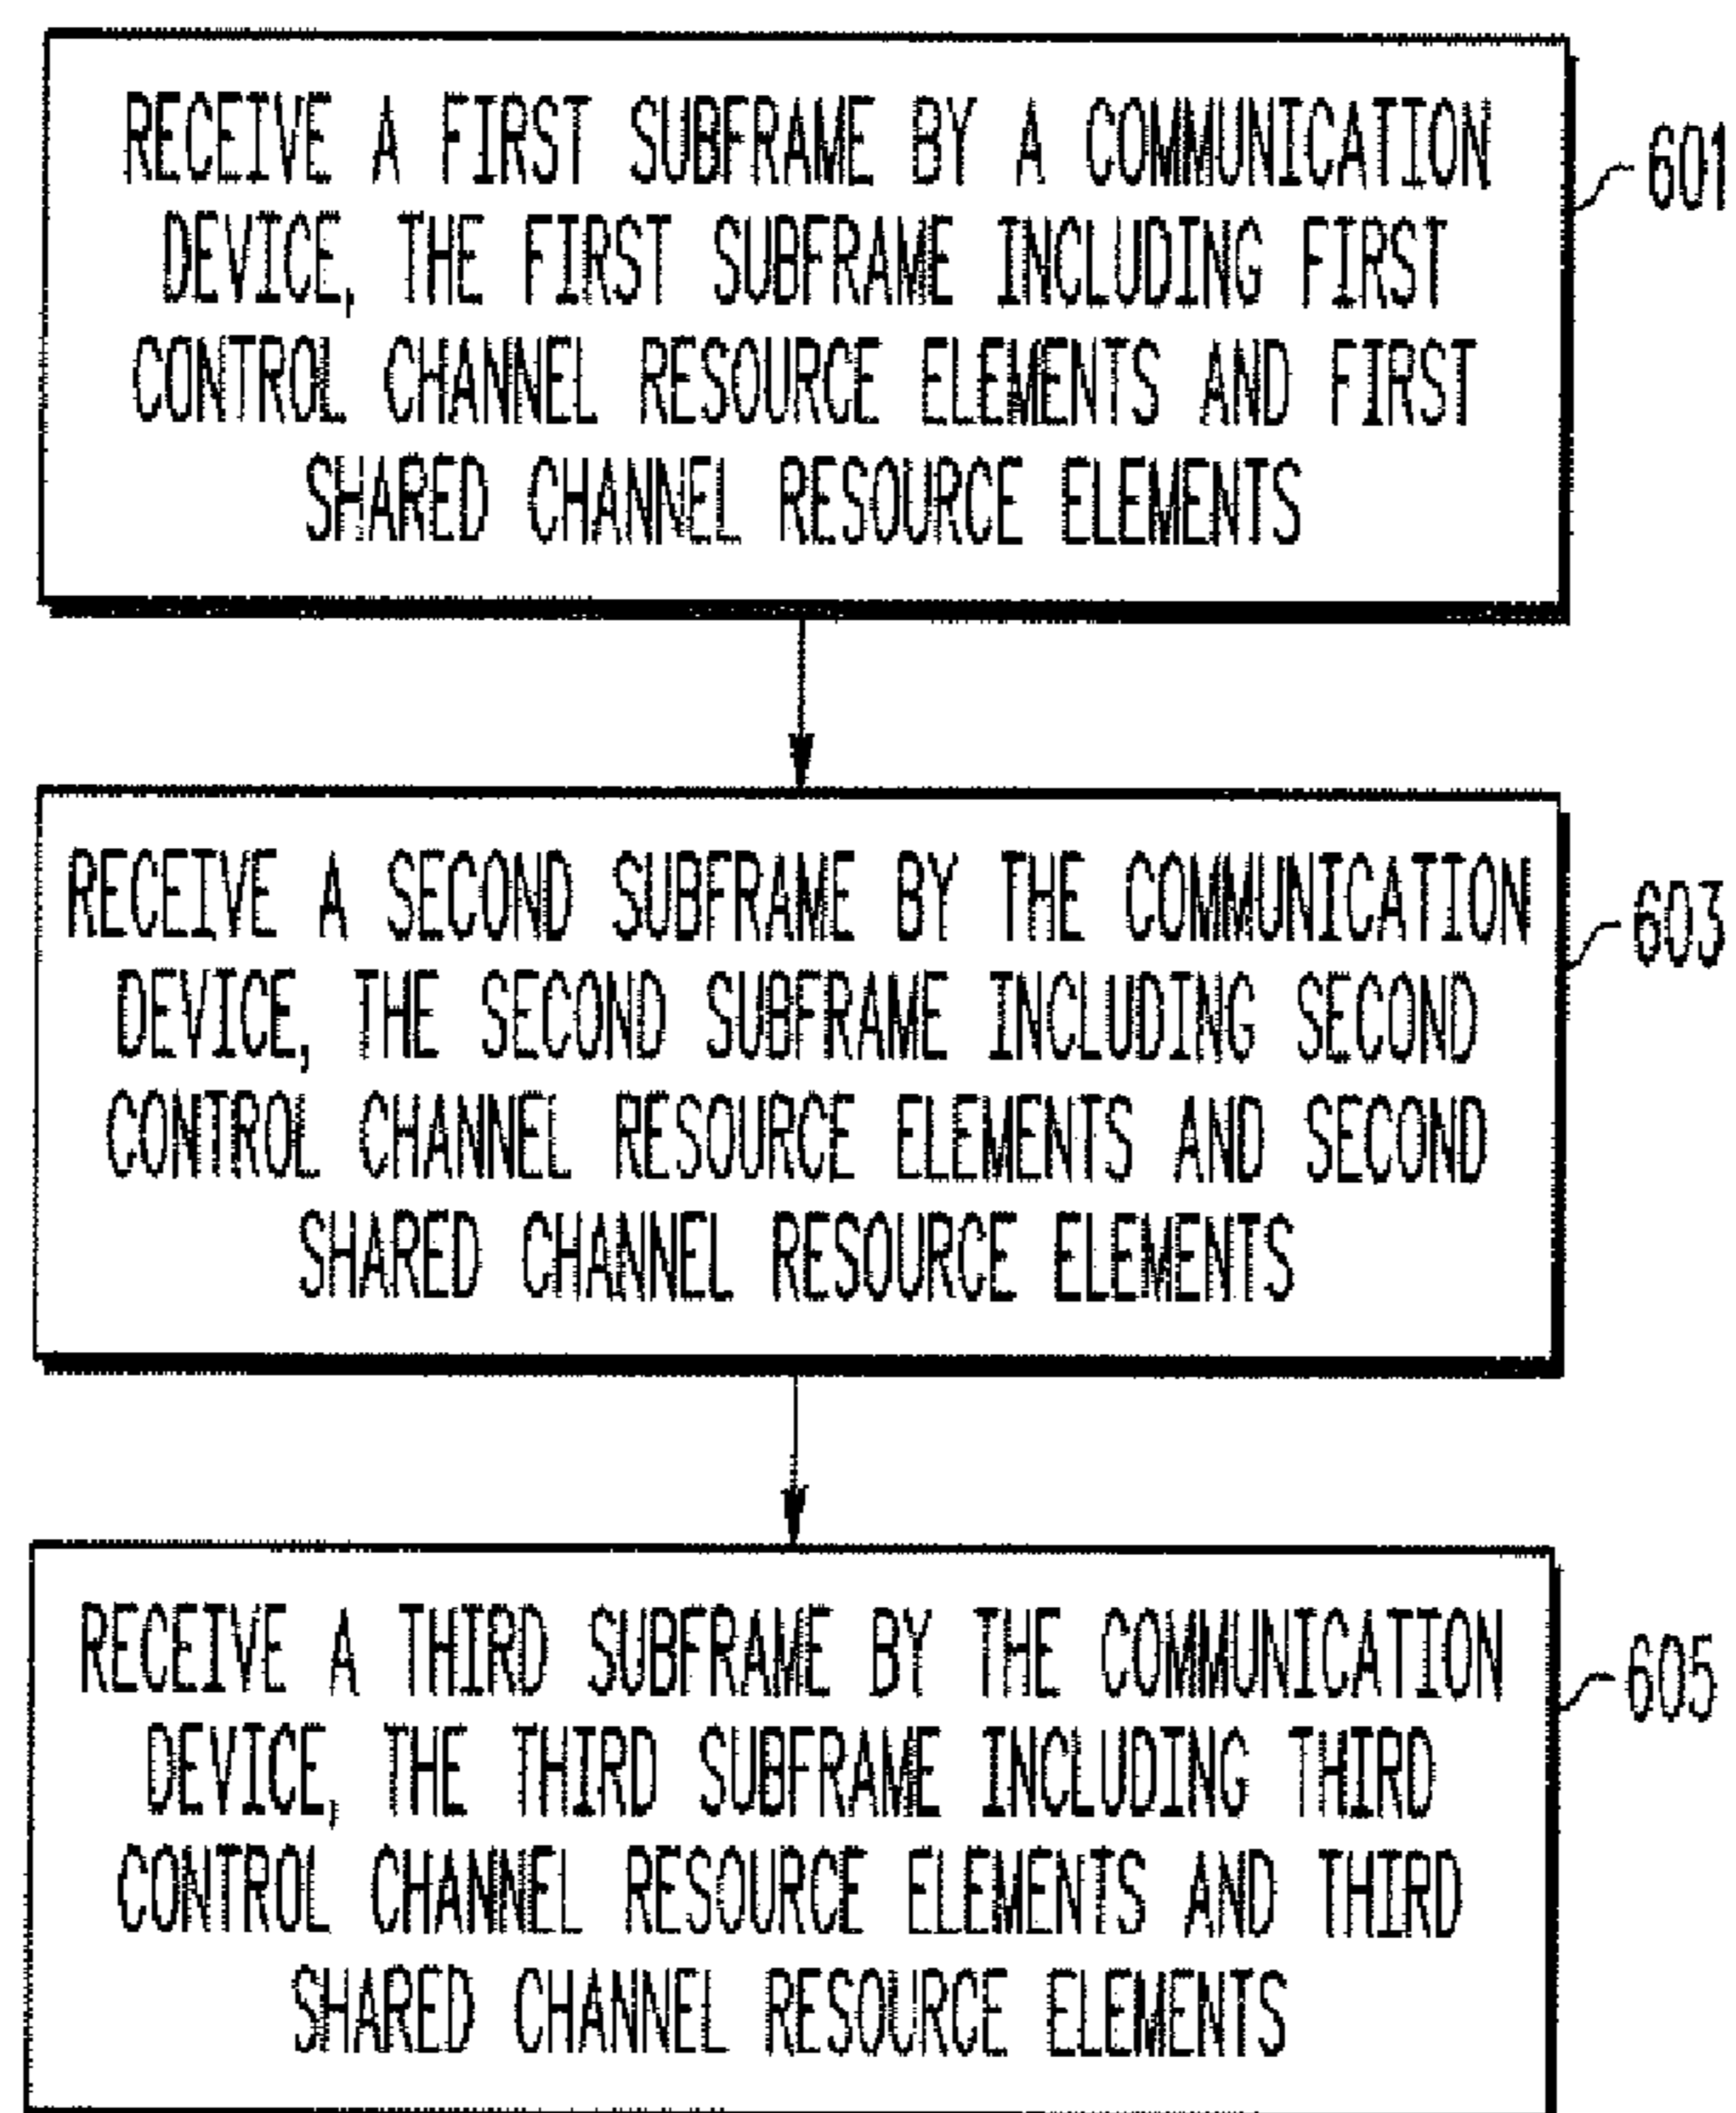 RECEIVE A FIRST SUBFRAME BY A COMMUNICATION
DEVICE, THE FIRST SUBFRAME INCLUDING FIRST
CONTROL CHANNEL RESOURCE ELEMENTS AND FIRST
SHARED CHANNEL RESOURCE ELEMENTS
601
RECEIVE A SECOND SUBFRAME BY THE COMMUNICATION
DEVICE, THE SECOND SUBFRAME INCLUDING SECOND
CONTROL CHANNEL RESOURCE ELEMENTS AND SECOND
SHARED CHANNEL RESOURCE ELEMENTS
603
RECEIVE A THIRD SUBFRAME BY THE COMMUNICATION
DEVICE, THE THIRD SUBFRAME INCLUDING THIRD
CONTROL CHANNEL RESOURCE ELEMENTS AND THIRD
SHARED CHANNEL RESOURCE ELEMENTS
605